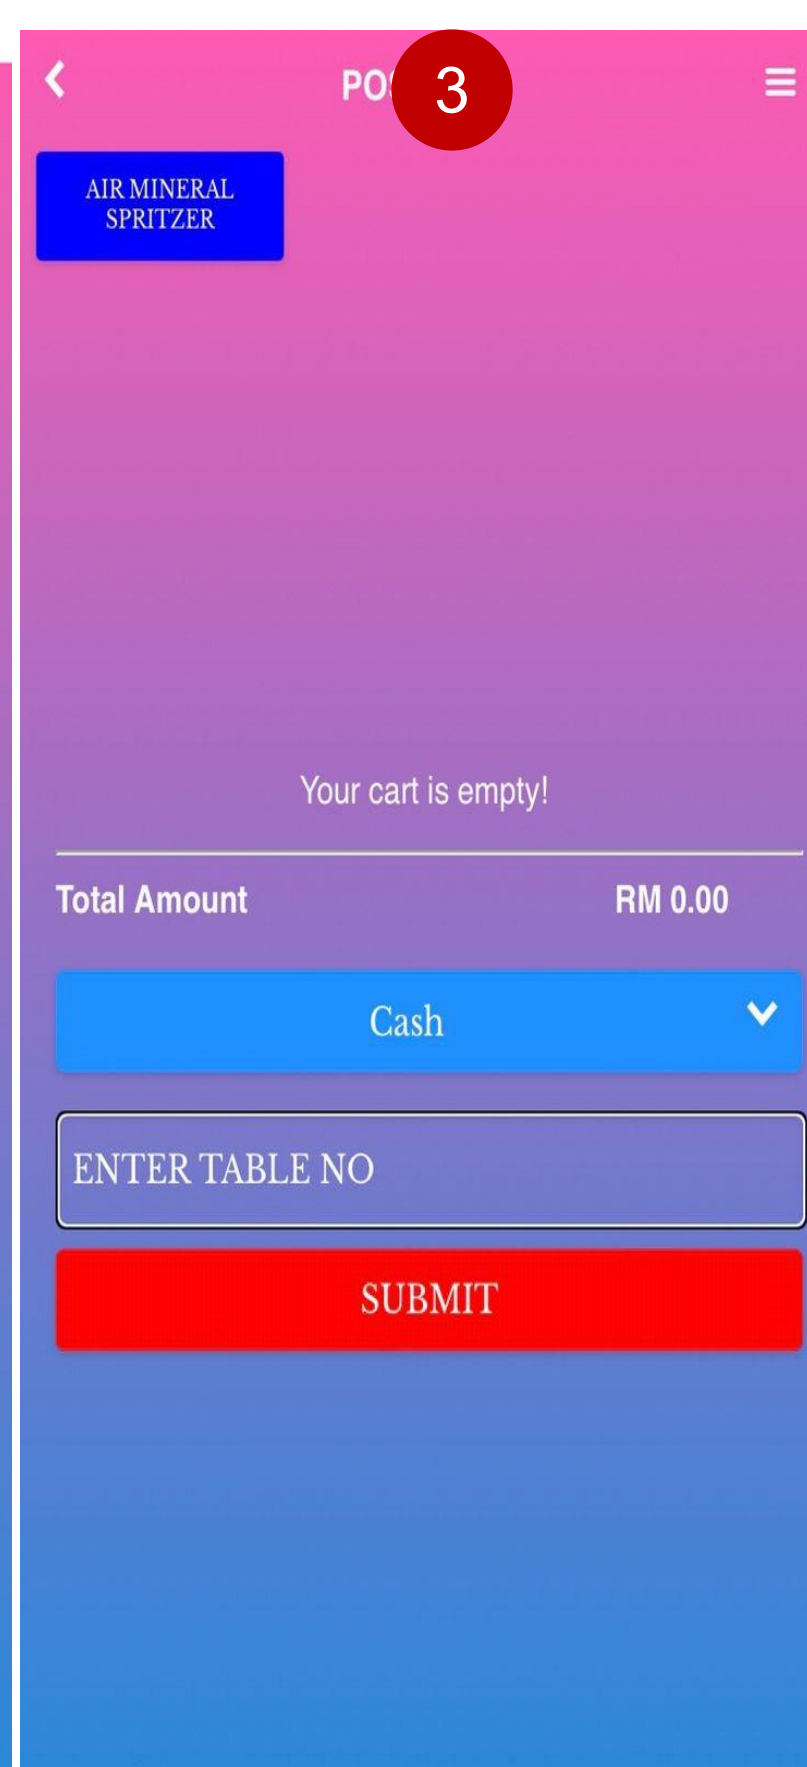 3
AIR MINERAL
SPRITZER
Your cart is empty!
Total Amount RM 0.00
Cash
ENTER TABLE NO
SUBMIT